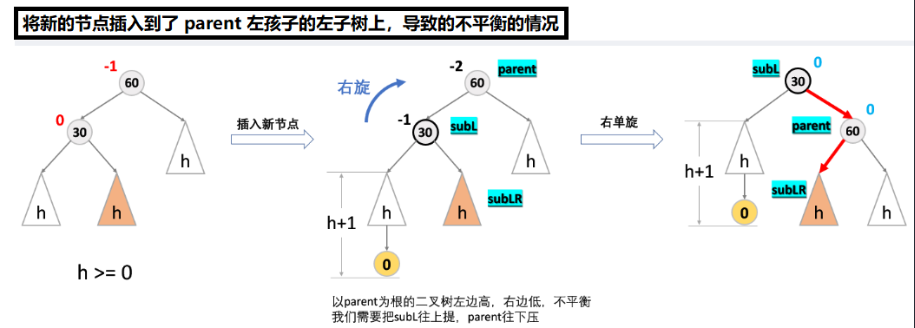 将新的节点插入到了 parent 左孩子的左子树上，导致的不平衡的情况
-1
60
0
30
h
h
h
h >= 0
插入新节点
右旋
-2
60
parent
-1
30
subL
h
h+1
h
h
subLR
0
以parent为根的二叉树左边高，右边低，不平衡
我们需要把subL往上提，parent往下压
右单旋
subL
0
30
0
parent
60
h+1
h
subLR
0
h
h